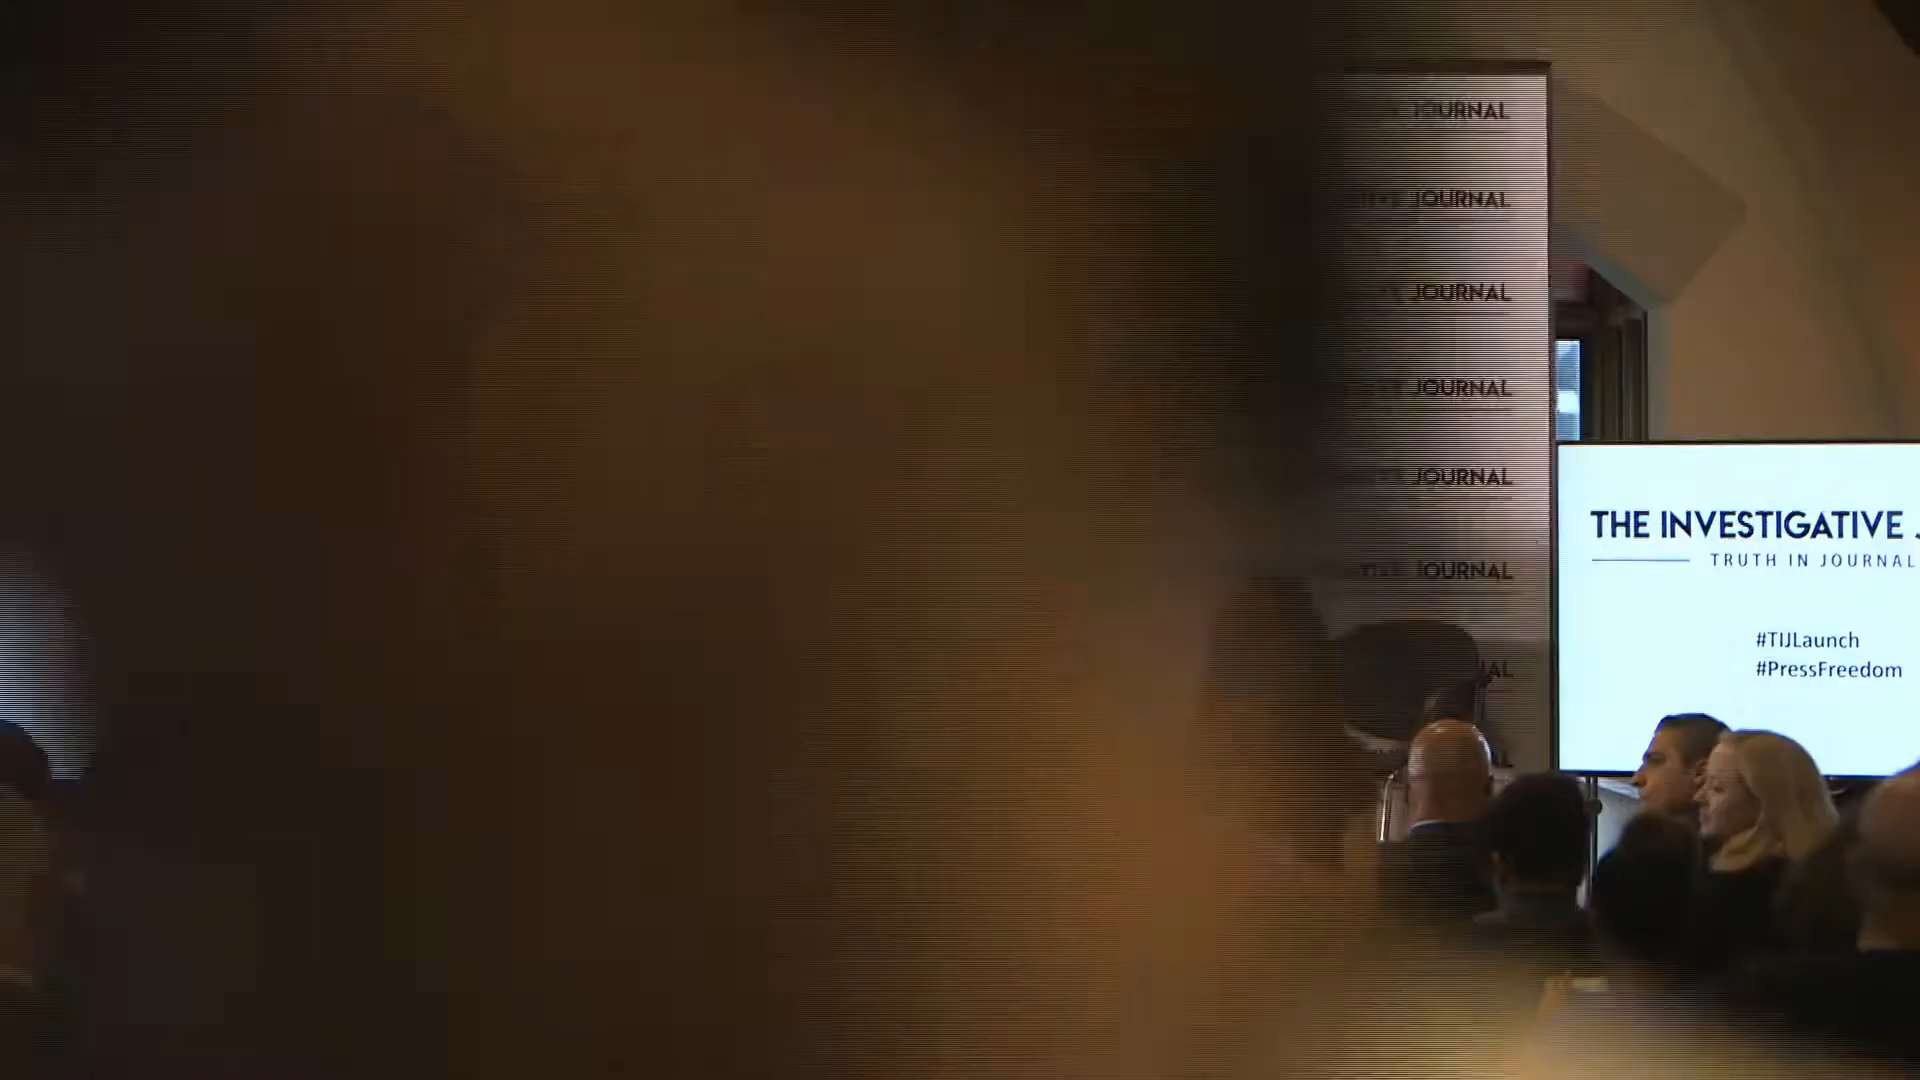 JOURNAL
JOURNAL
JOURNAL
JOURNAL
JOURNAL
JOURNAL
THE INVESTIGATIVE
TRUTH IN JOURNAL
#TIJLaunch
#PressFreedom